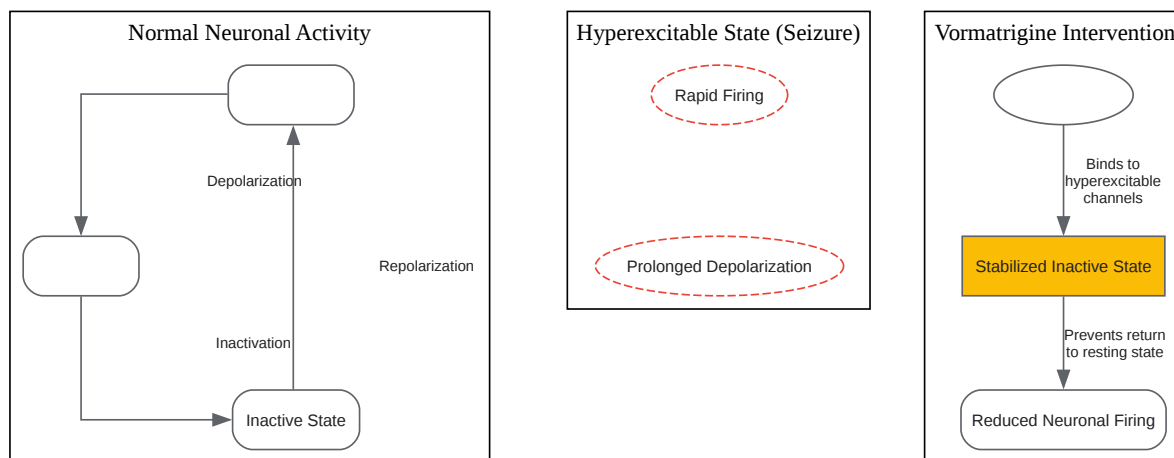 Normal Neuronal Activity
Depolarization
Repolarization
Inactivation
Inactive State
Hyperexcitable State (Seizure)
Rapid Firing
Prolonged Depolarization
Vormatrigine Intervention
Binds to
hyperexcitable
channels
Stabilized Inactive State
Prevents return
to resting state
Reduced Neuronal Firing